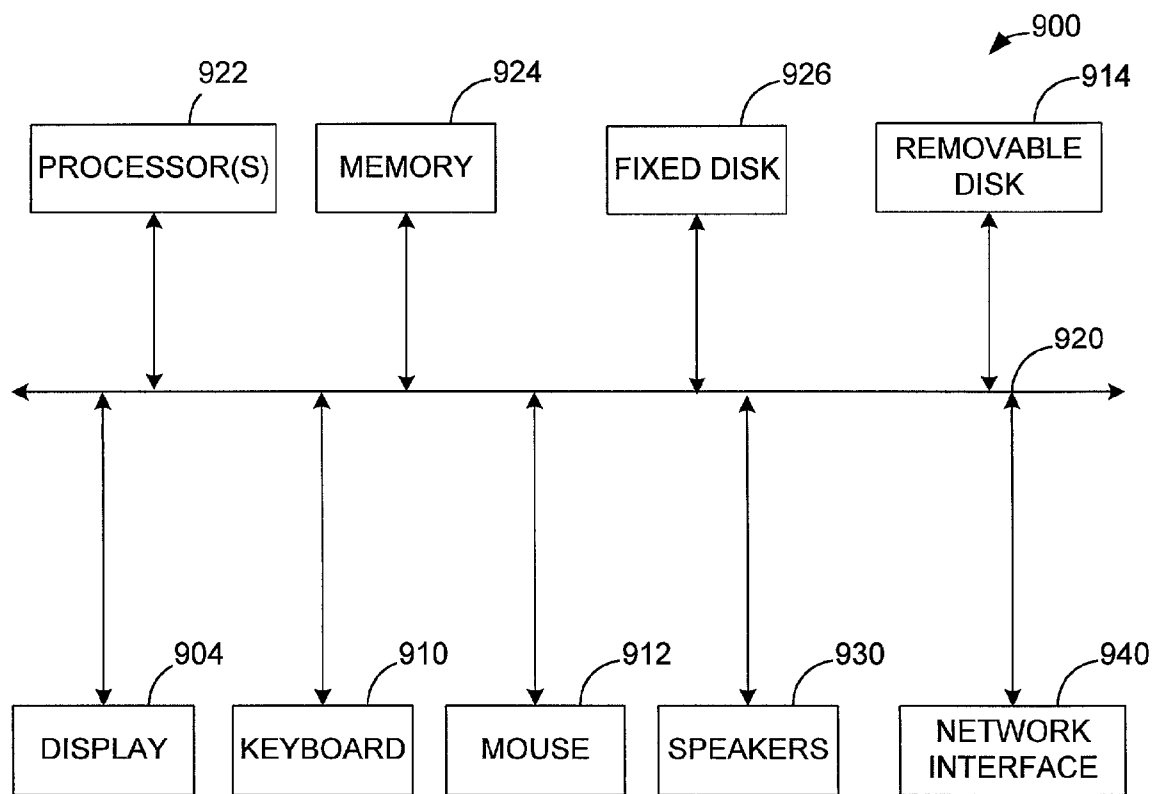 900
922
924
926
914
PROCESSOR(S)
MEMORY
FIXED DISK
REMOVABLE
DISK
920
904
910
912
930
940
DISPLAY
KEYBOARD
MOUSE
SPEAKERS
NETWORK
INTERFACE